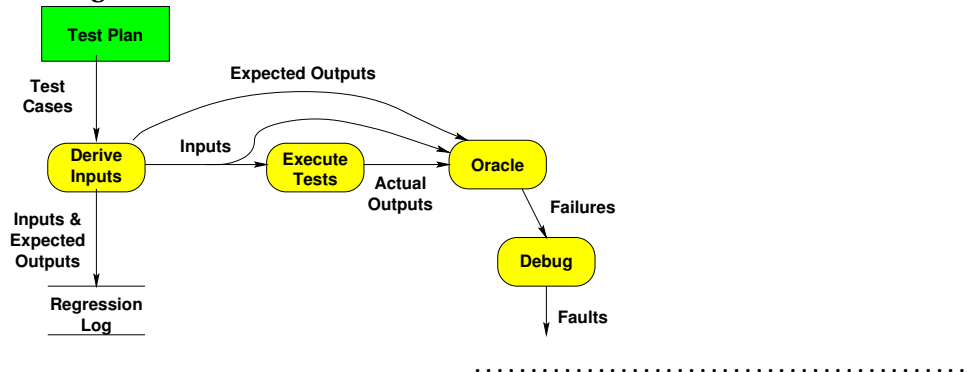 Test Plan
Test
Cases
Expected Outputs
Inputs
Derive
Inputs
Execute
Tests
Actual
Outputs
Oracle
Failures
Inputs &
Expected
Outputs
Debug
Regression
Log
Faults